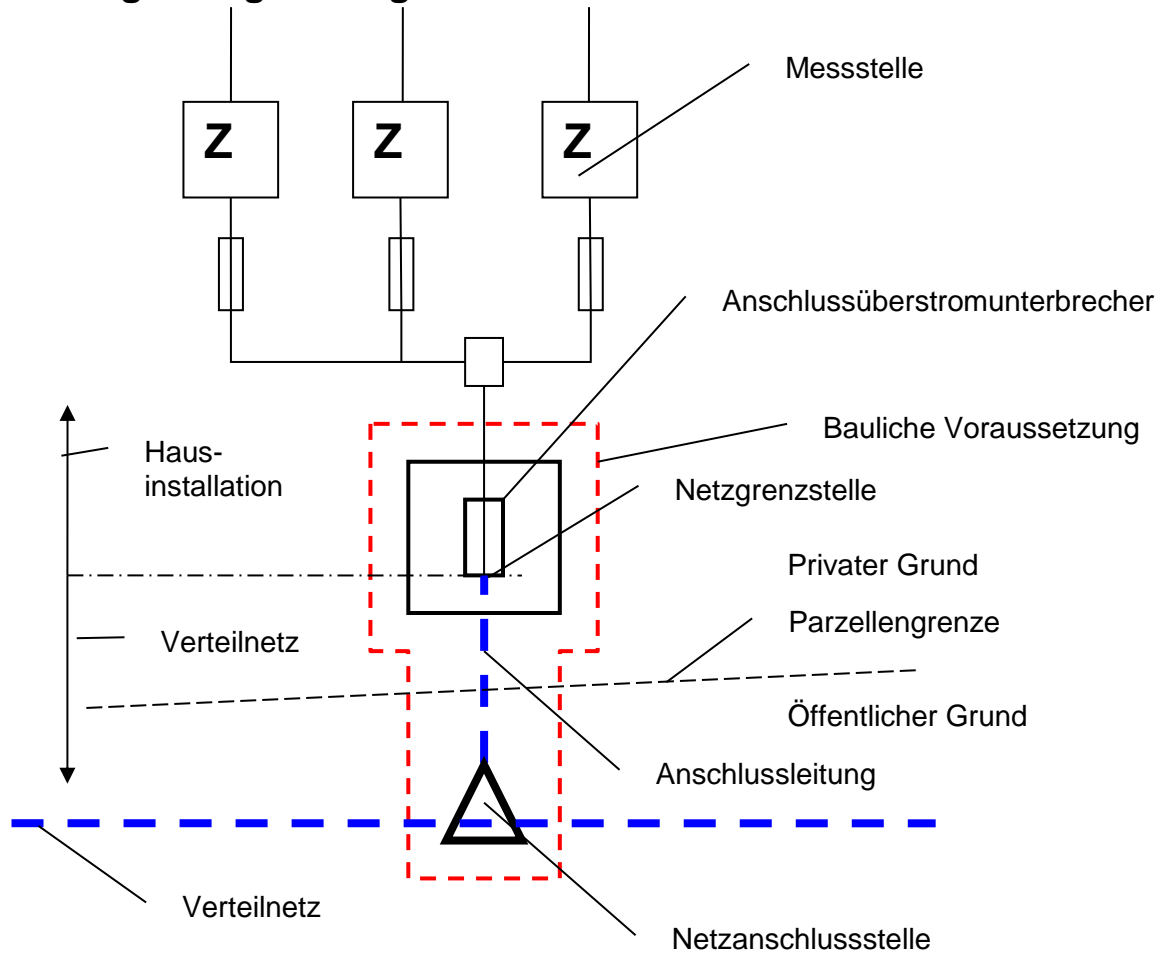 Messstelle
Z Z Z
Anschlussüberstromunterbrecher
Bauliche Voraussetzung
Haus-
installation
Netzgrenzstelle
Privater Grund
Parzellengrenze
Verteilnetz
Öffentlicher Grund
Anschlussleitung
Verteilnetz
Netzanschlussstelle